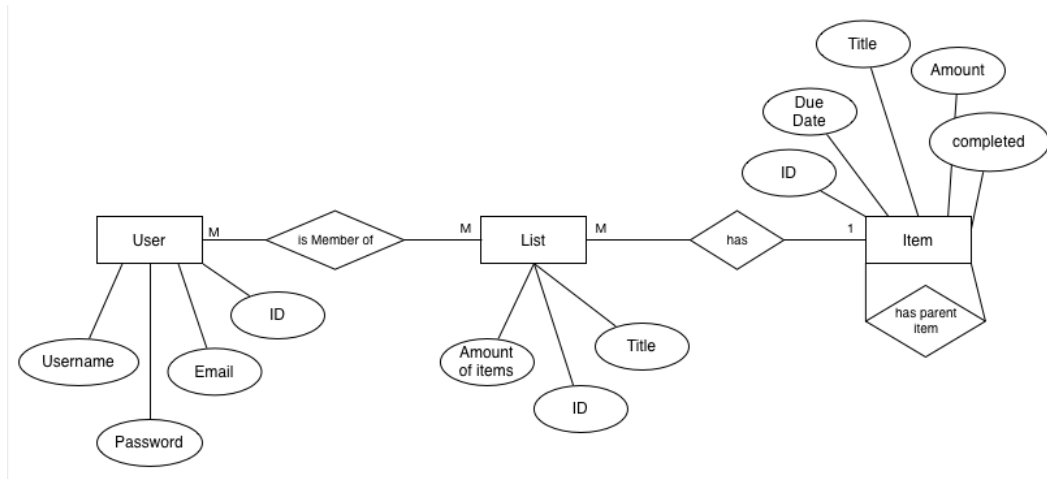 Title
Amount
Due
Date
completed
ID
User
M
is Member of
M
List
M
has
1
Item
ID
Username
Email
Password
Amount
of items
Title
ID
has parent
item